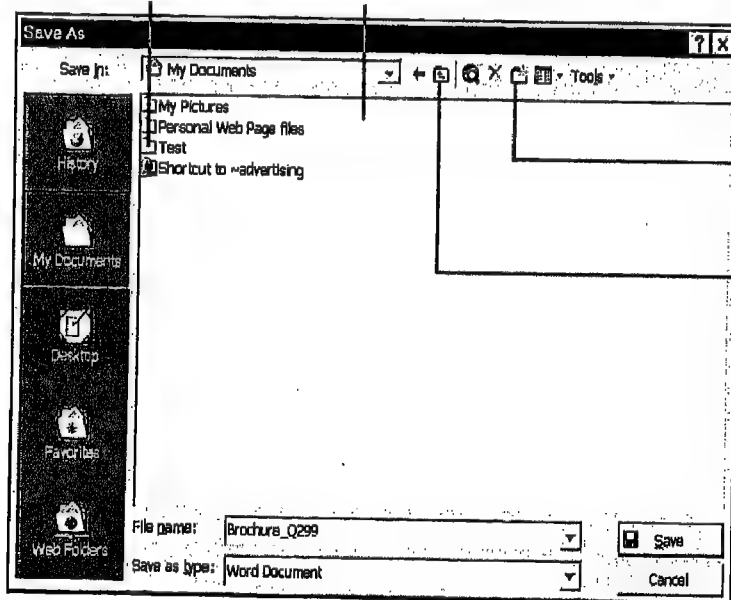 Save As
Save in:
My Documents
Tools
My Pictures
Personal Web Page files
Test
Shortcut to ~advertising
History
My Documents
Desktop
Favorites
Web Folders
File name:
Brochure_Q299
Save
Save as type:
Word Document
Cancel